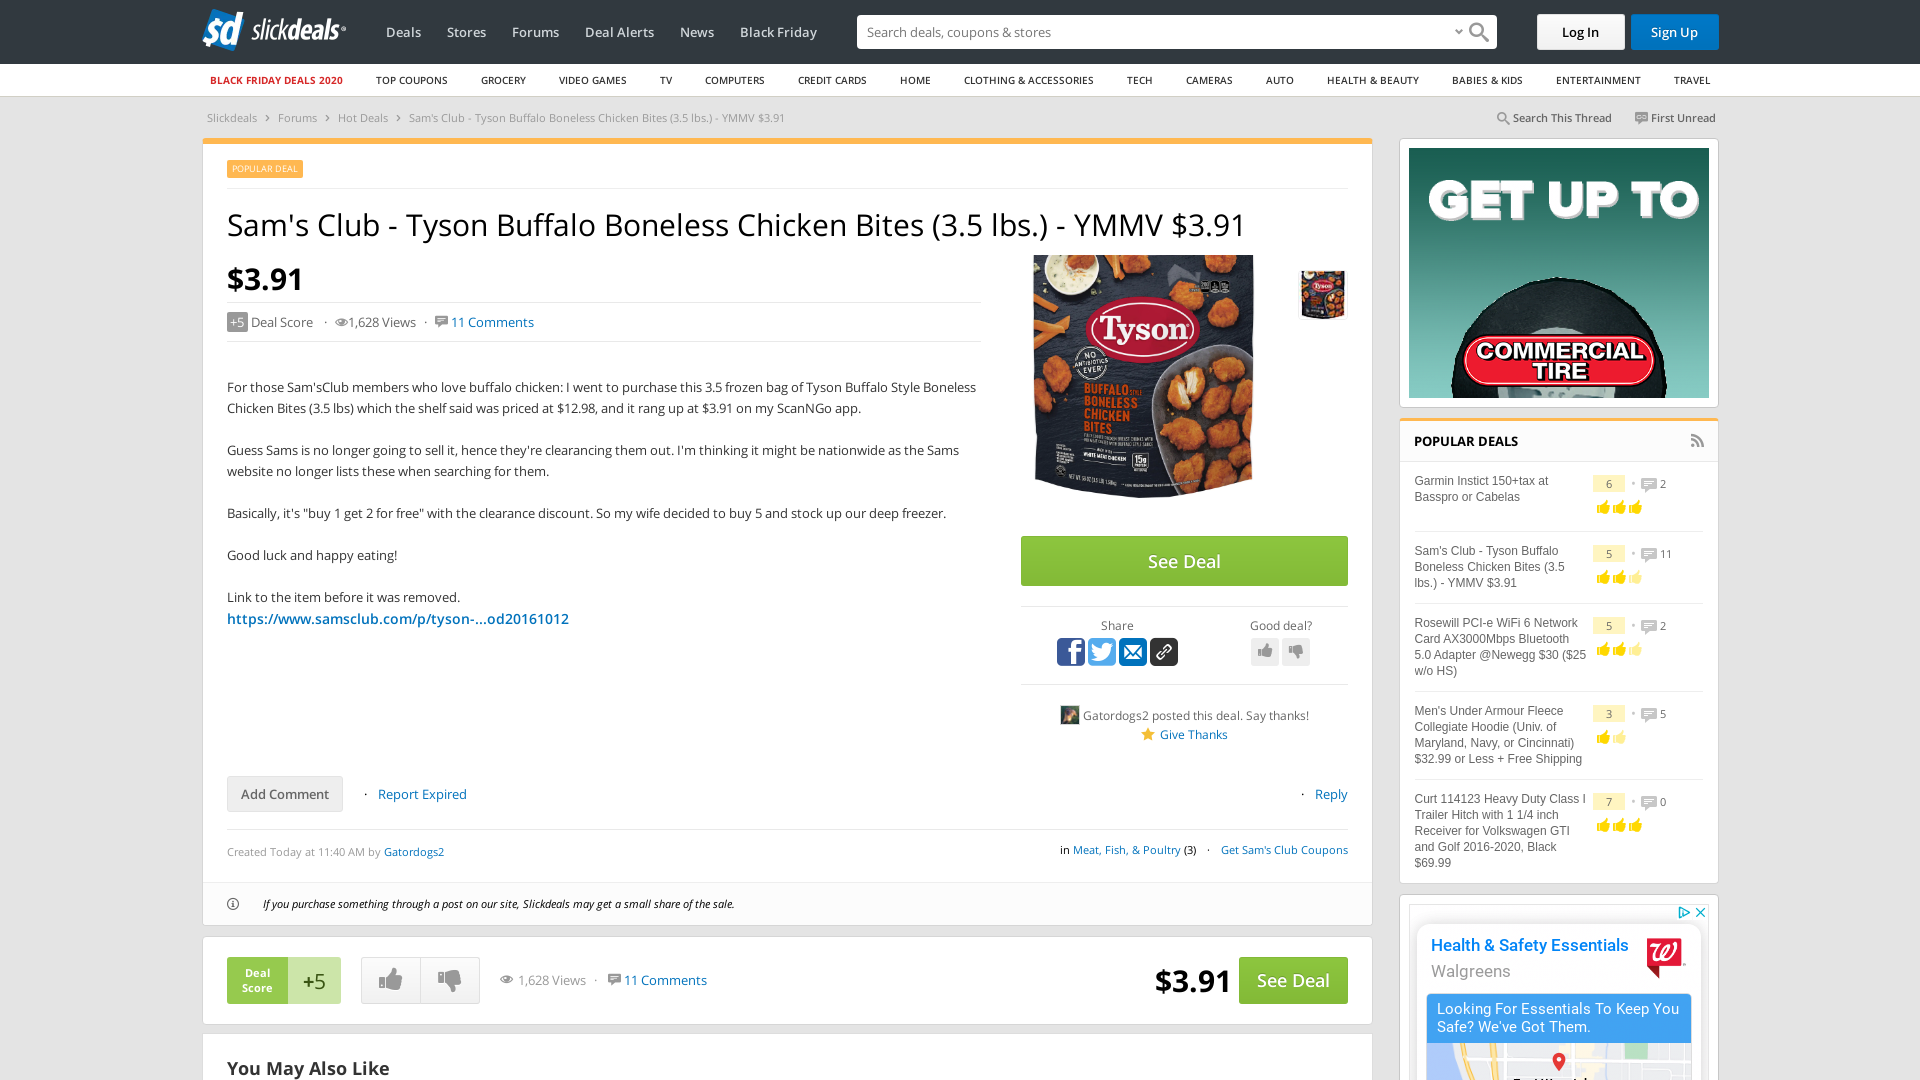 sd slickdeals
Deals
Stores
Forums
Deal Alerts
News
Black Friday
Search deals, coupons & stores
Log In
Sign Up
BLACK FRIDAY DEALS 2020
TOP COUPONS
GROCERY
VIDEO GAMES
TV
COMPUTERS
CREDIT CARDS
HOME
CLOTHING & ACCESSORIES
TECH
CAMERAS
AUTO
HEALTH & BEAUTY
BABIES & KIDS
ENTERTAINMENT
TRAVEL
Slickdeals › Forums › Hot Deals › Sam's Club - Tyson Buffalo Boneless Chicken Bites (3.5 lbs.) - YMMV $3.91
Search This Thread
First Unread
POPULAR DEAL
Sam's Club - Tyson Buffalo Boneless Chicken Bites (3.5 lbs.) - YMMV $3.91
$3.91
+5 Deal Score · 1,628 Views · 11 Comments
For those Sam'sClub members who love buffalo chicken: I went to purchase this 3.5 frozen bag of Tyson Buffalo Style Boneless
Chicken Bites (3.5 lbs) which the shelf said was priced at $12.98, and it rang up at $3.91 on my ScanNGo app.
Guess Sams is no longer going to sell it, hence they're clearancing them out. I'm thinking it might be nationwide as the Sams
website no longer lists these when searching for them.
Basically, it's "buy 1 get 2 for free" with the clearance discount. So my wife decided to buy 5 and stock up our deep freezer.
Good luck and happy eating!
Link to the item before it was removed.
https://www.samsclub.com/p/tyson-...od20161012
Tyson
NO
ANTIBIOTICS
EVER
BUFFALO STYLE
BONELESS
CHICKEN
BITES
WHITE MEAT CHICKEN
15g
Tyson
See Deal
Share
Good deal?
Gatordogs2 posted this deal. Say thanks!
Give Thanks
Add Comment
· Report Expired
· Reply
Created Today at 11:40 AM by Gatordogs2
in Meat, Fish, & Poultry (3) · Get Sam's Club Coupons
If you purchase something through a post on our site, Slickdeals may get a small share of the sale.
Deal
Score
+5
1,628 Views · 11 Comments
$3.91
See Deal
You May Also Like
GET UP TO
COMMERCIAL
TIRE
POPULAR DEALS
Garmin Instict 150+tax at
Basspro or Cabelas
6 • 2
Sam's Club - Tyson Buffalo
Boneless Chicken Bites (3.5
lbs.) - YMMV $3.91
5 • 11
Rosewill PCI-e WiFi 6 Network
Card AX3000Mbps Bluetooth
5.0 Adapter @Newegg $30 ($25
w/o HS)
5 • 2
Men's Under Armour Fleece
Collegiate Hoodie (Univ. of
Maryland, Navy, or Cincinnati)
$32.99 or Less + Free Shipping
3 • 5
Curt 114123 Heavy Duty Class I
Trailer Hitch with 1 1/4 inch
Receiver for Volkswagen GTI
and Golf 2016-2020, Black
$69.99
7 • 0
Health & Safety Essentials
Walgreens
Looking For Essentials To Keep You
Safe? We've Got Them.